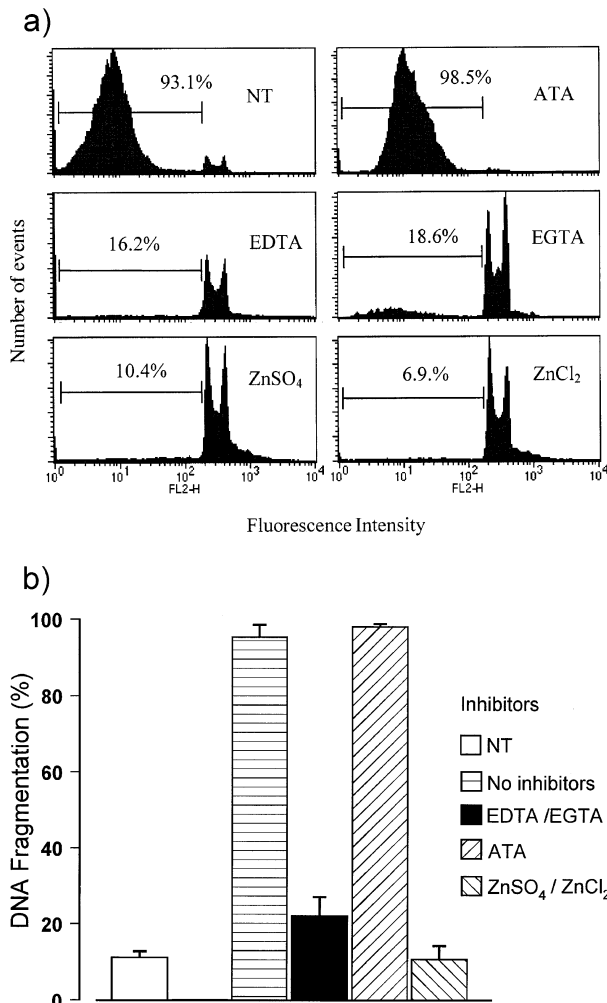 a)
93.1%
NT
98.5%
ATA
16.2%
EDTA
18.6%
EGTA
10.4%
ZnSO4
6.9.%
ZnCl2
Number of events
10^0 10^1 10^2 10^3 10^4
FL2-H
10^0 10^1 10^2 10^3 10^4
FL2-H
Fluorescence Intensity
b)
DNA Fragmentation (%)
100
80
60
40
20
0
Inhibitors
NT
No inhibitors
EDTA /EGTA
ATA
ZnSO4 / ZnCl2